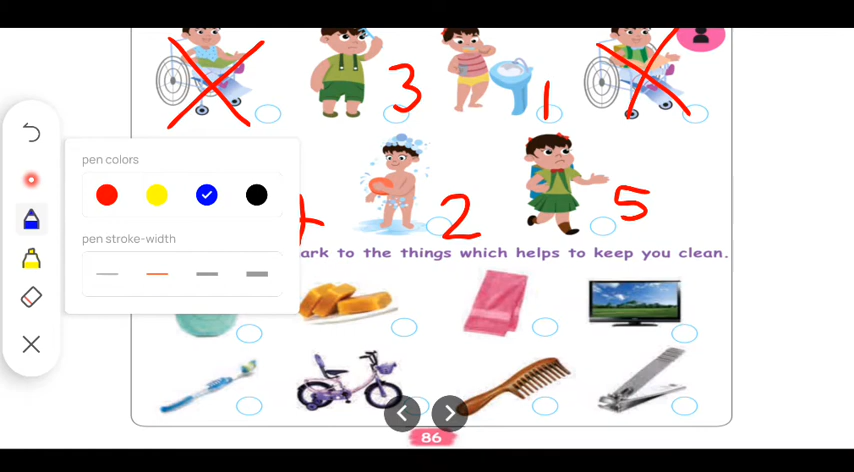 3
1
pen colors
2
5
pen stroke-width
ark to the things which helps to keep you clean.
86